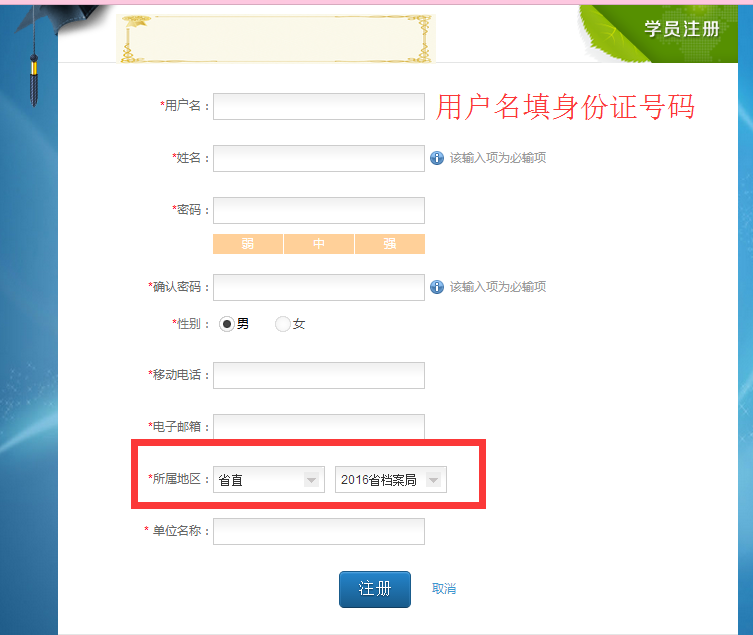 学员注册
*用户名： 用户名填身份证号码
*姓名： 该输入项为必输项
*密码：
弱 中 强
*确认密码： 该输入项为必输项
*性别： 男 女
*移动电话：
*电子邮箱：
*所属地区： 省直 2016省档案局
* 单位名称：
注册 取消